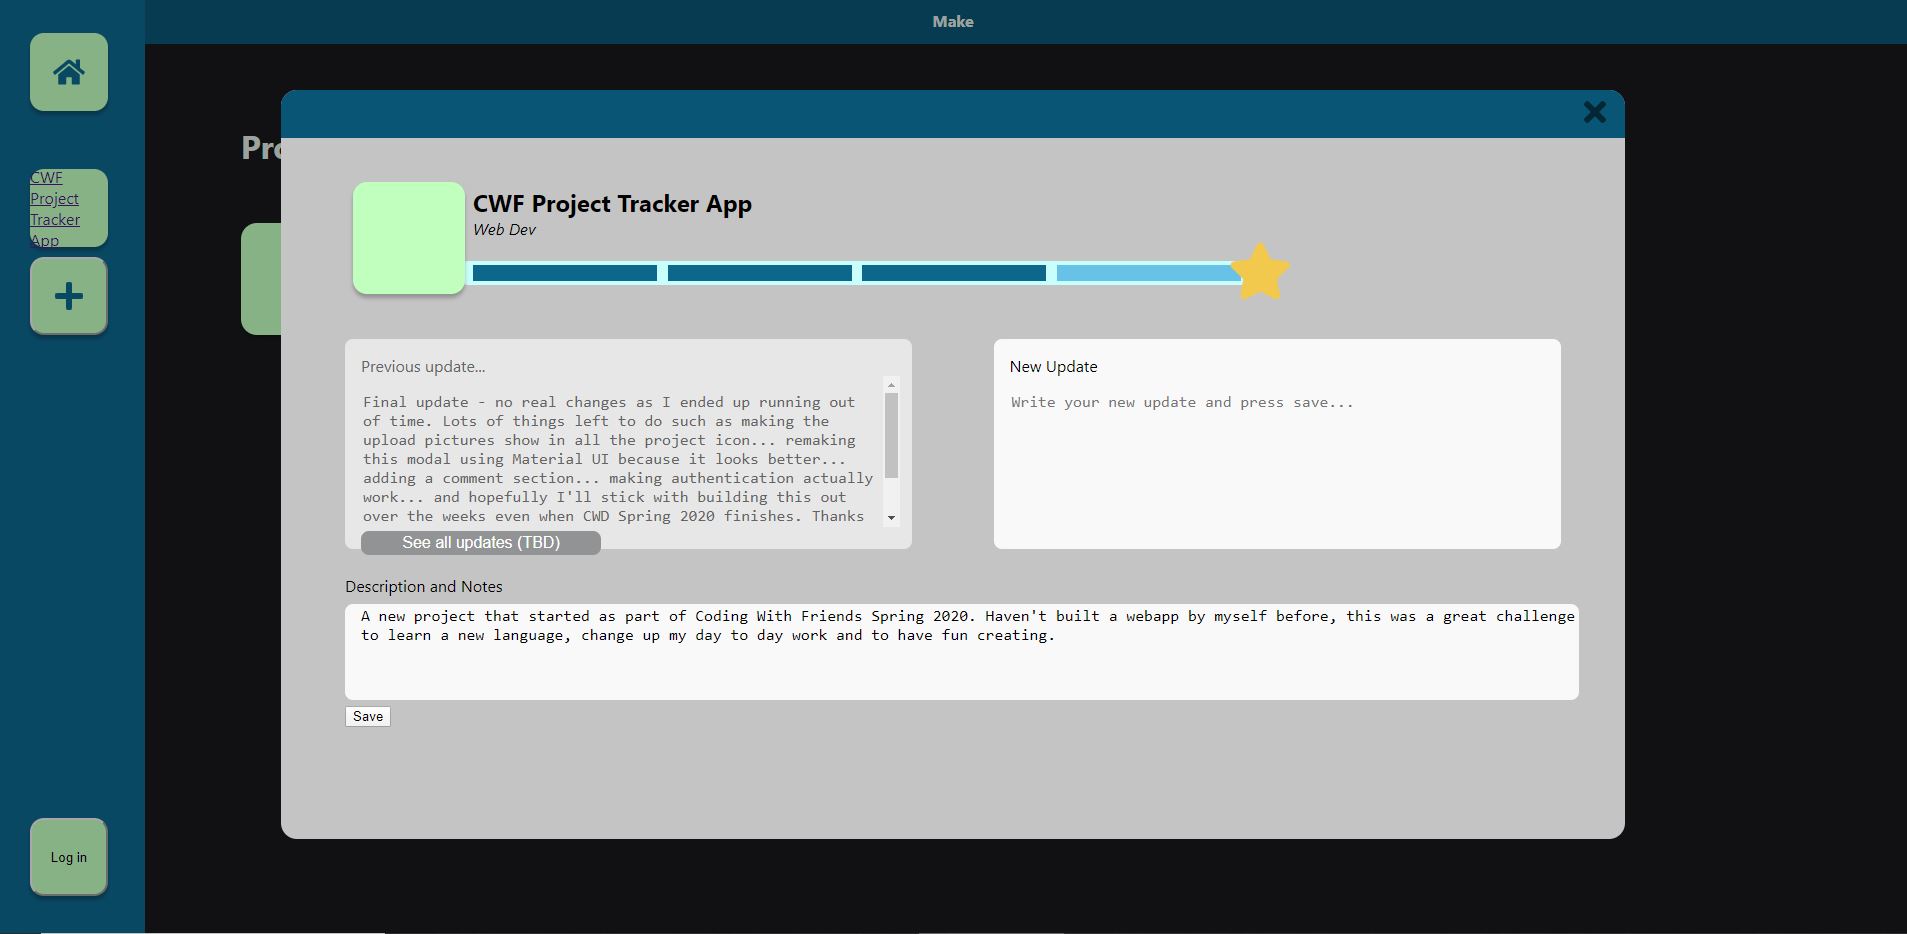 Make
Pro
CWF
Project
Tracker
App
CWF Project Tracker App
Web Dev
Previous update...
Final update - no real changes as I ended up running out
of time. Lots of things left to do such as making the
upload pictures show in all the project icon... remaking
this modal using Material UI because it looks better...
adding a comment section... making authentication actually
work... and hopefully I'll stick with building this out
over the weeks even when CWD Spring 2020 finishes. Thanks
See all updates (TBD)
New Update
Write your new update and press save...
Description and Notes
A new project that started as part of Coding With Friends Spring 2020. Haven't built a webapp by myself before, this was a great challenge
to learn a new language, change up my day to day work and to have fun creating.
Save
Log in